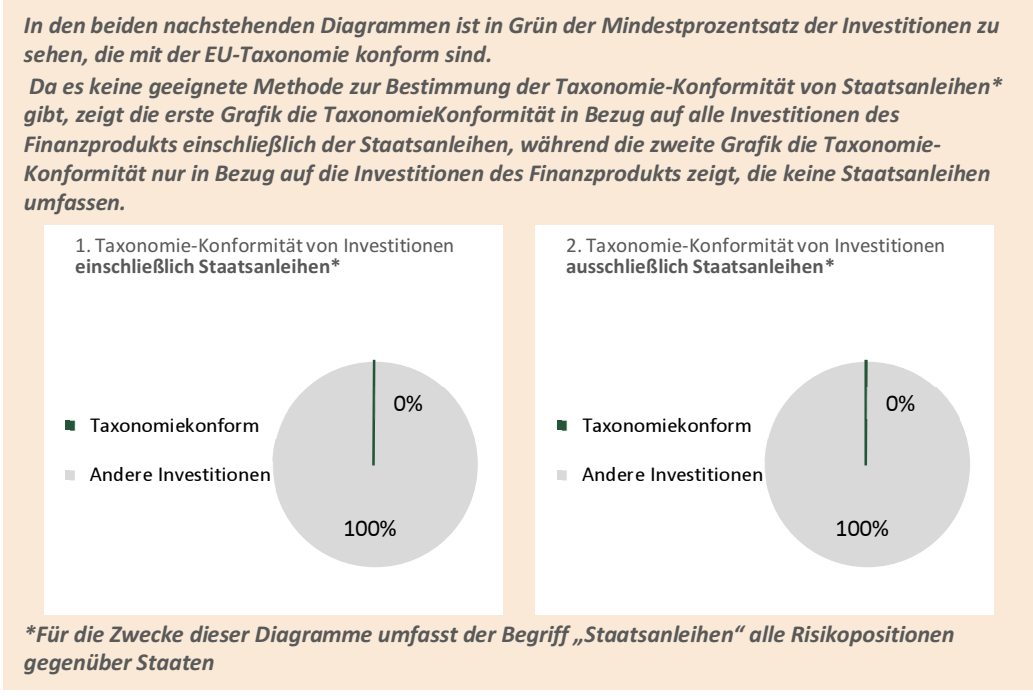 In den beiden nachstehenden Diagrammen ist in Grün der Mindestprozentsatz der Investitionen zu
sehen, die mit der EU-Taxonomie konform sind.
Da es keine geeignete Methode zur Bestimmung der Taxonomie-Konformität von Staatsanleihen*
gibt, zeigt die erste Grafik die TaxonomieKonformität in Bezug auf alle Investitionen des
Finanzprodukts einschließlich der Staatsanleihen, während die zweite Grafik die Taxonomie-
Konformität nur in Bezug auf die Investitionen des Finanzprodukts zeigt, die keine Staatsanleihen
umfassen.
1. Taxonomie-Konformität von Investitionen
einschließlich Staatsanleihen*
0%
Taxonomiekonform
Andere Investitionen
100%
2. Taxonomie-Konformität von Investitionen
ausschließlich Staatsanleihen*
0%
Taxonomiekonform
Andere Investitionen
100%
*Für die Zwecke dieser Diagramme umfasst der Begriff „Staatsanleihen“ alle Risikopositionen
gegenüber Staaten